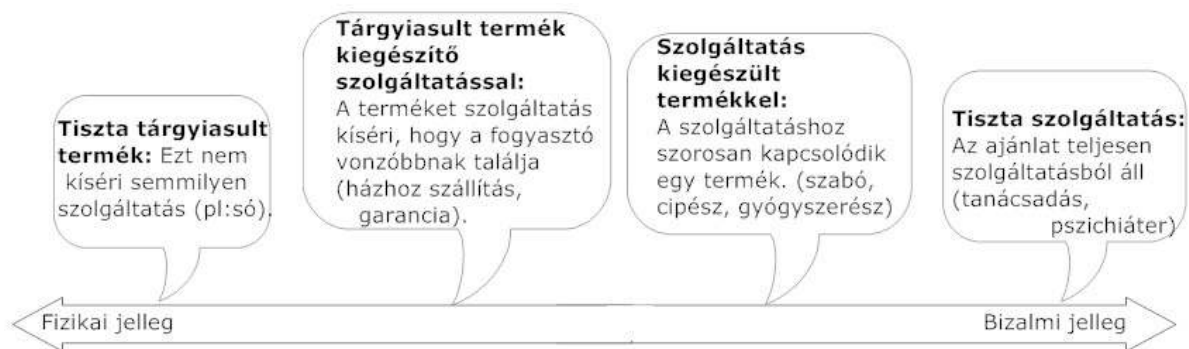 Tiszta tárgyiasult
termék: Ezt nem
kíséri semmilyen
szolgáltatás (pl:só).
Tárgyiasult termék
kiegészítő
szolgáltatással:
A terméket szolgáltatás
kíséri, hogy a fogyasztó
vonzóbbnak találja
(házhoz szállítás,
garancia).
Szolgáltatás
kiegészült
termékkel:
A szolgáltatáshoz
szorosan kapcsolódik
egy termék. (szabó,
cipész, gyógyszerész)
Tiszta szolgáltatás:
Az ajánlat teljesen
szolgáltatásból áll
(tanácsadás,
pszichiáter)
Fizikai jelleg
Bizalmi jelleg